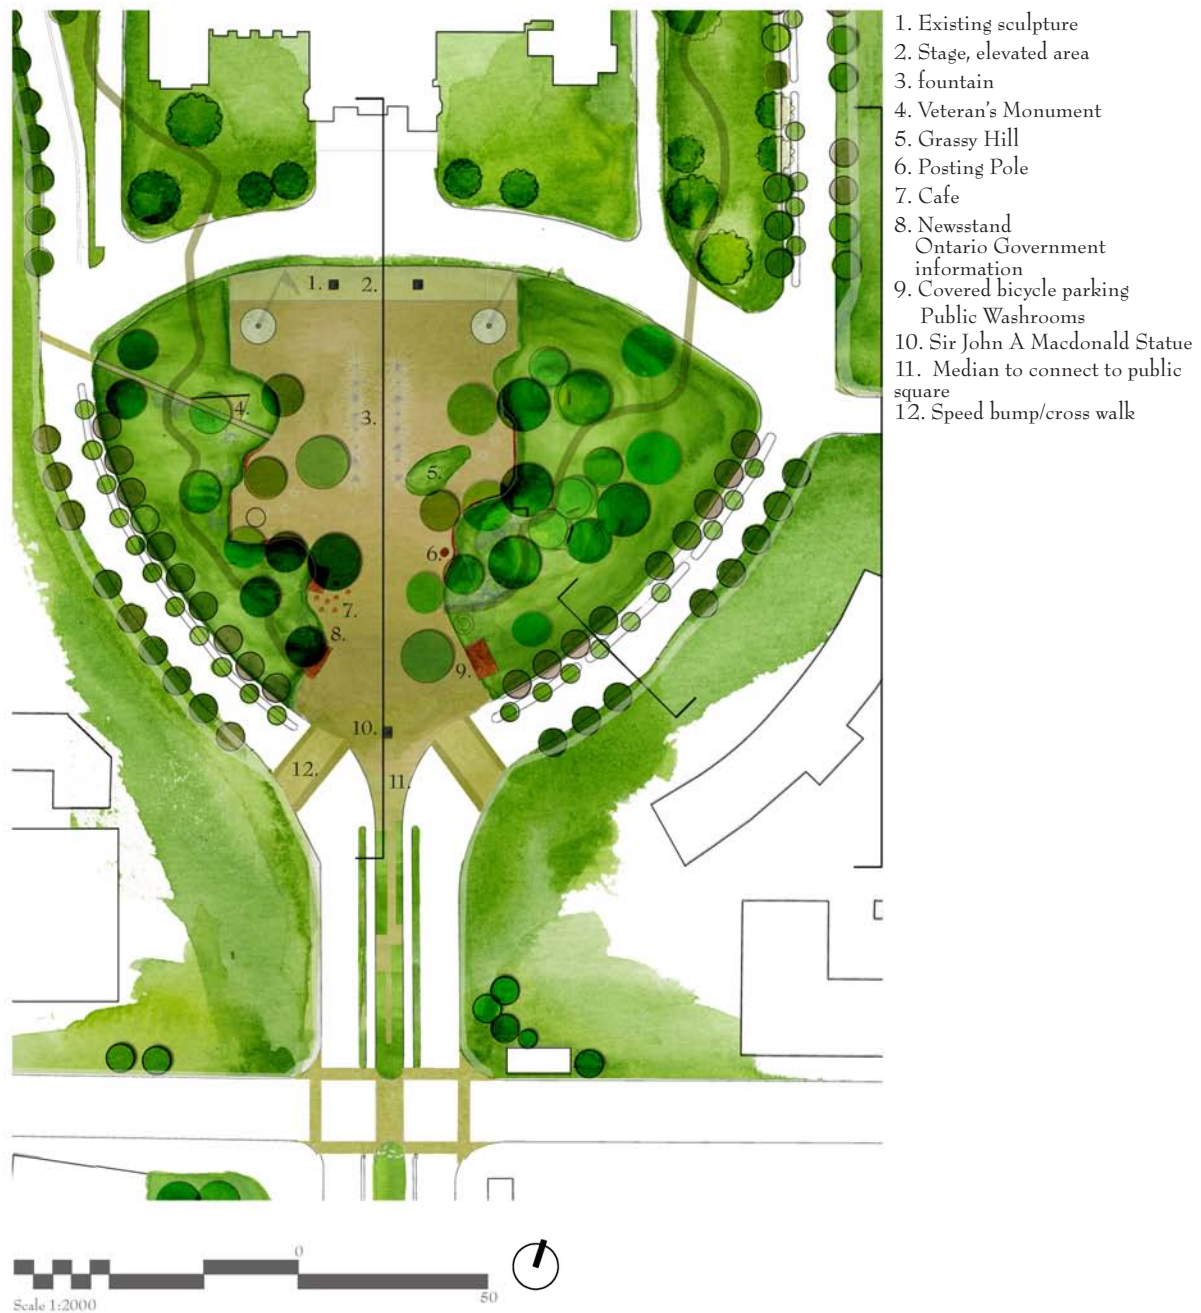 1. Existing sculpture
2. Stage, elevated area
3. fountain
4. Veteran's Monument
5. Grassy Hill
6. Posting Pole
7. Cafe
8. Newsstand
Ontario Government
information
9. Covered bicycle parking
Public Washrooms
10. Sir John A Macdonald Statue
11. Median to connect to public
square
12. Speed bump/cross walk
1.
2.
3.
4.
5.
6.
7.
8.
9.
10.
11.
12.
0
50
Scale 1:2000